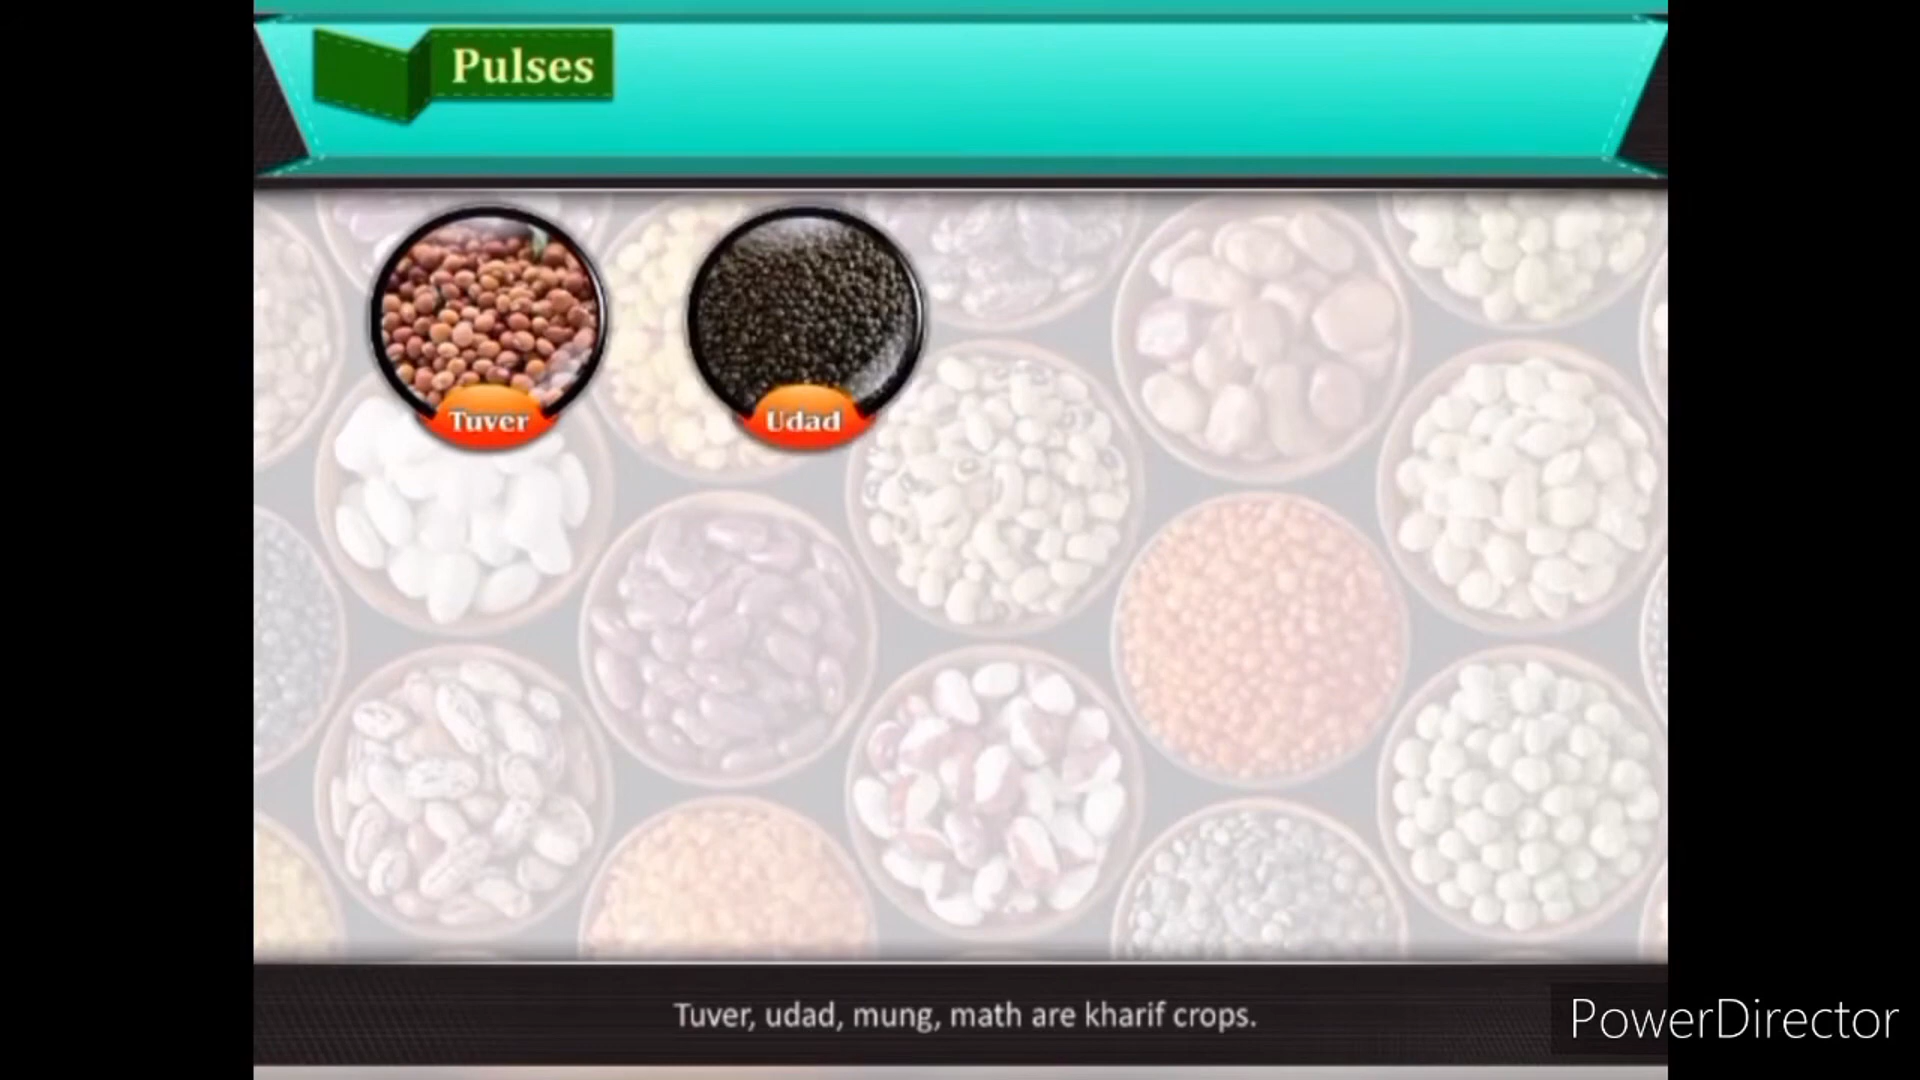 Pulses
Tuver
Udad
Tuver, udad, mung, math are kharif crops.
PowerDirector